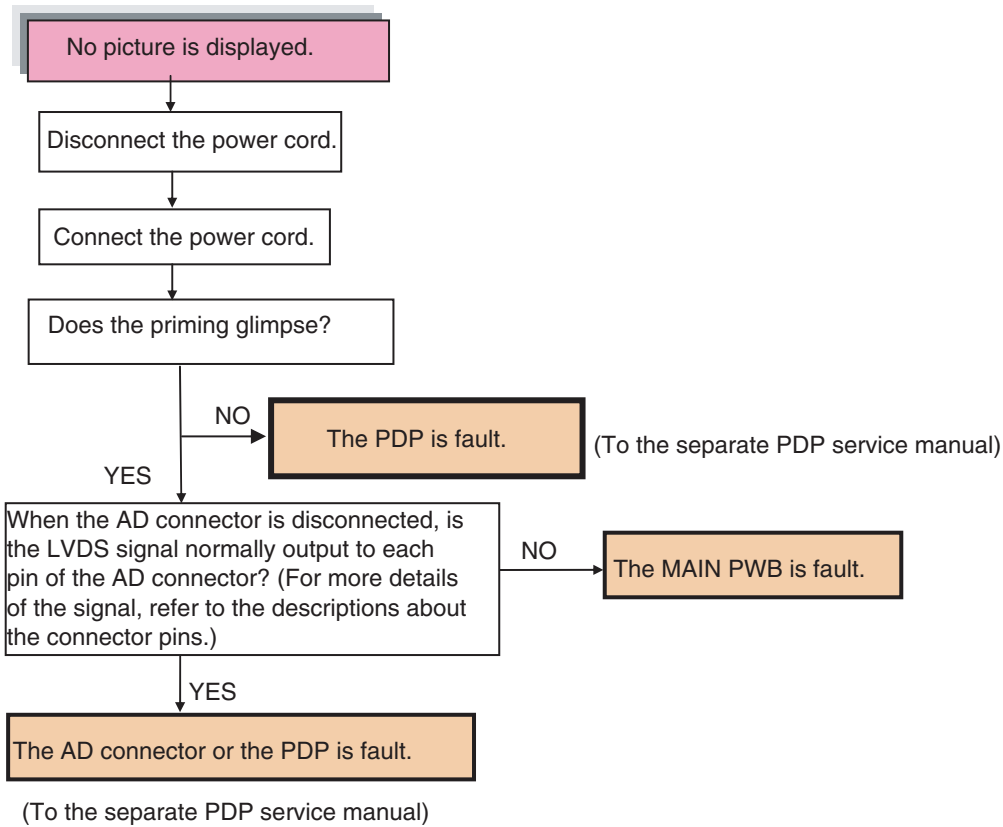 No picture is displayed.
Disconnect the power cord.
Connect the power cord.
Does the priming glimpse?
NO
The PDP is fault.
(To the separate PDP service manual)
YES
When the AD connector is disconnected, is
the LVDS signal normally output to each
pin of the AD connector? (For more details
of the signal, refer to the descriptions about
the connector pins.)
NO
The MAIN PWB is fault.
YES
The AD connector or the PDP is fault.
(To the separate PDP service manual)